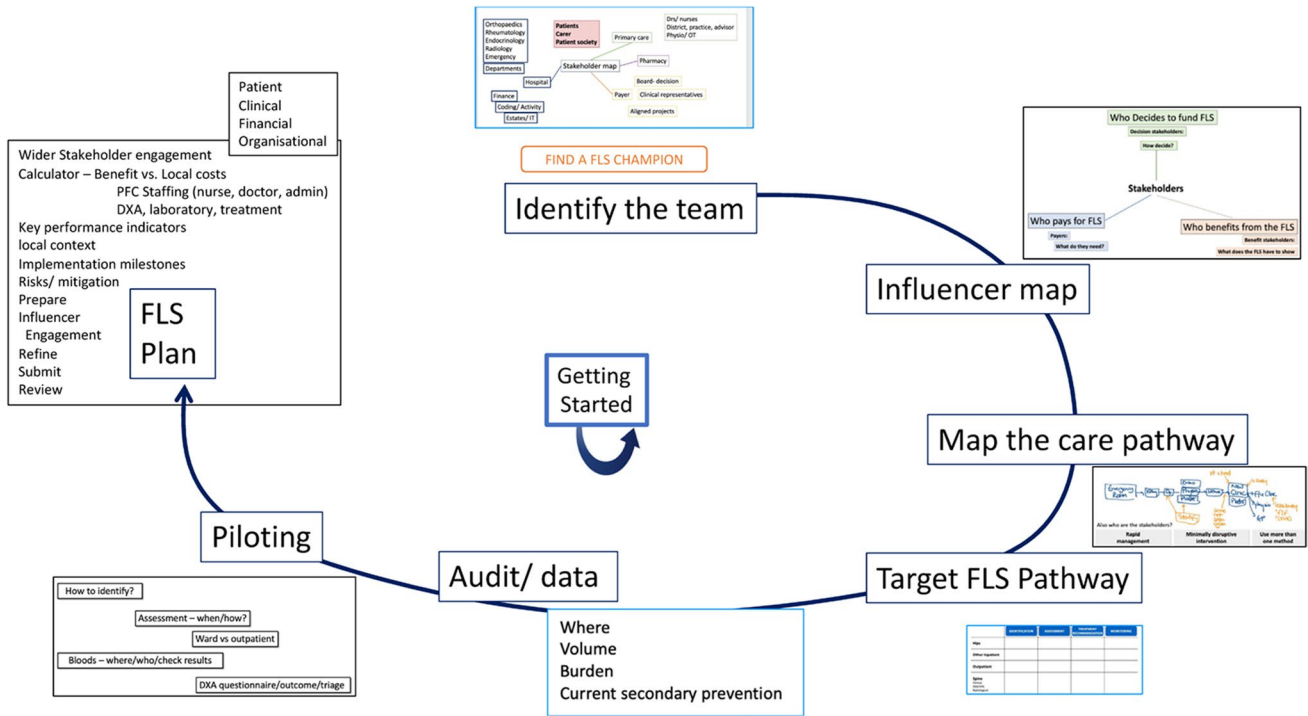 Orthopaedics
Rheumatology
Endocrinology
Radiology
Emergency
Departments
Patients
Carer
Patient society
Primary care
Drs/ nurses
District, practice, advisor
Physio/ OT
Stakeholder map
Pharmacy
Hospital
Board- decision
Payer
Clinical representatives
Finance
Coding/ Activity
Estates/ IT
Aligned projects
FIND A FLS CHAMPION
Identify the team
Who Decides to fund FLS
Decision stakeholders:
How decide?
Stakeholders
Who pays for FLS
Payers:
What do they need?
Who benefits from the FLS
Benefit stakeholders:
What does the FLS have to show
Influencer map
Map the care pathway
Emergency
Room
Also who are the stakeholders?
Rapid
management
Minimally disruptive
intervention
Use more than
one method
Target FLS Pathway
IDENTIFICATION
ASSESSMENT
TREATMENT
RECOMMENDATION
MONITORING
Hips
Other Inpatient
Outpatient
Spine
Where
Volume
Burden
Current secondary prevention
Audit/ data
Piloting
How to identify?
Assessment – when/how?
Ward vs outpatient
Bloods – where/who/check results
DXA questionnaire/outcome/triage
Patient
Clinical
Financial
Organisational
Wider Stakeholder engagement
Calculator – Benefit vs. Local costs
PFC Staffing (nurse, doctor, admin)
DXA, laboratory, treatment
Key performance indicators
local context
Implementation milestones
Risks/ mitigation
Prepare
Influencer
Engagement
Refine
Submit
Review
FLS
Plan
Getting
Started